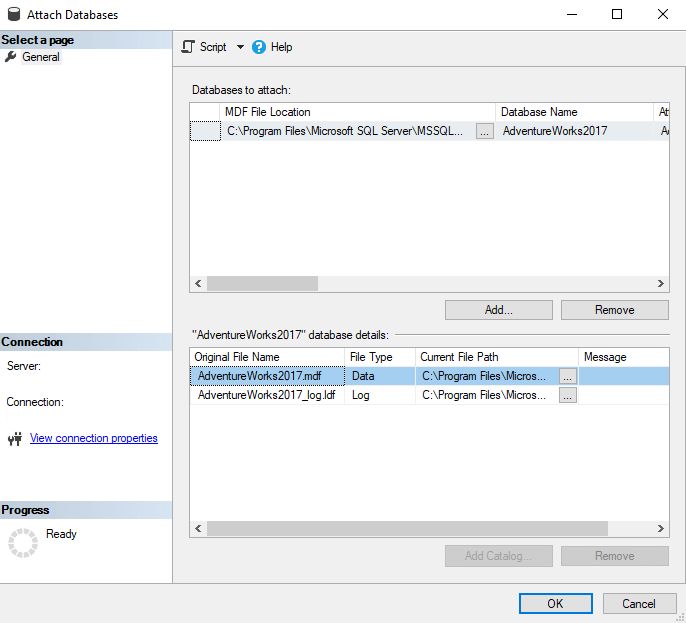 Attach Databases
Select a page
General
Script
Help
Databases to attach:
MDF File Location Database Name
C:\Program Files\Microsoft SQL Server\MSSQL... ... AdventureWorks2017
Add... Remove
"AdventureWorks2017" database details:
Original File Name File Type Current File Path Message
AdventureWorks2017.mdf Data C:\Program Files\Micros... ...
AdventureWorks2017_log.ldf Log C:\Program Files\Micros... ...
Add Catalog... Remove
Connection
Server:
Connection:
View connection properties
Progress
Ready
OK Cancel